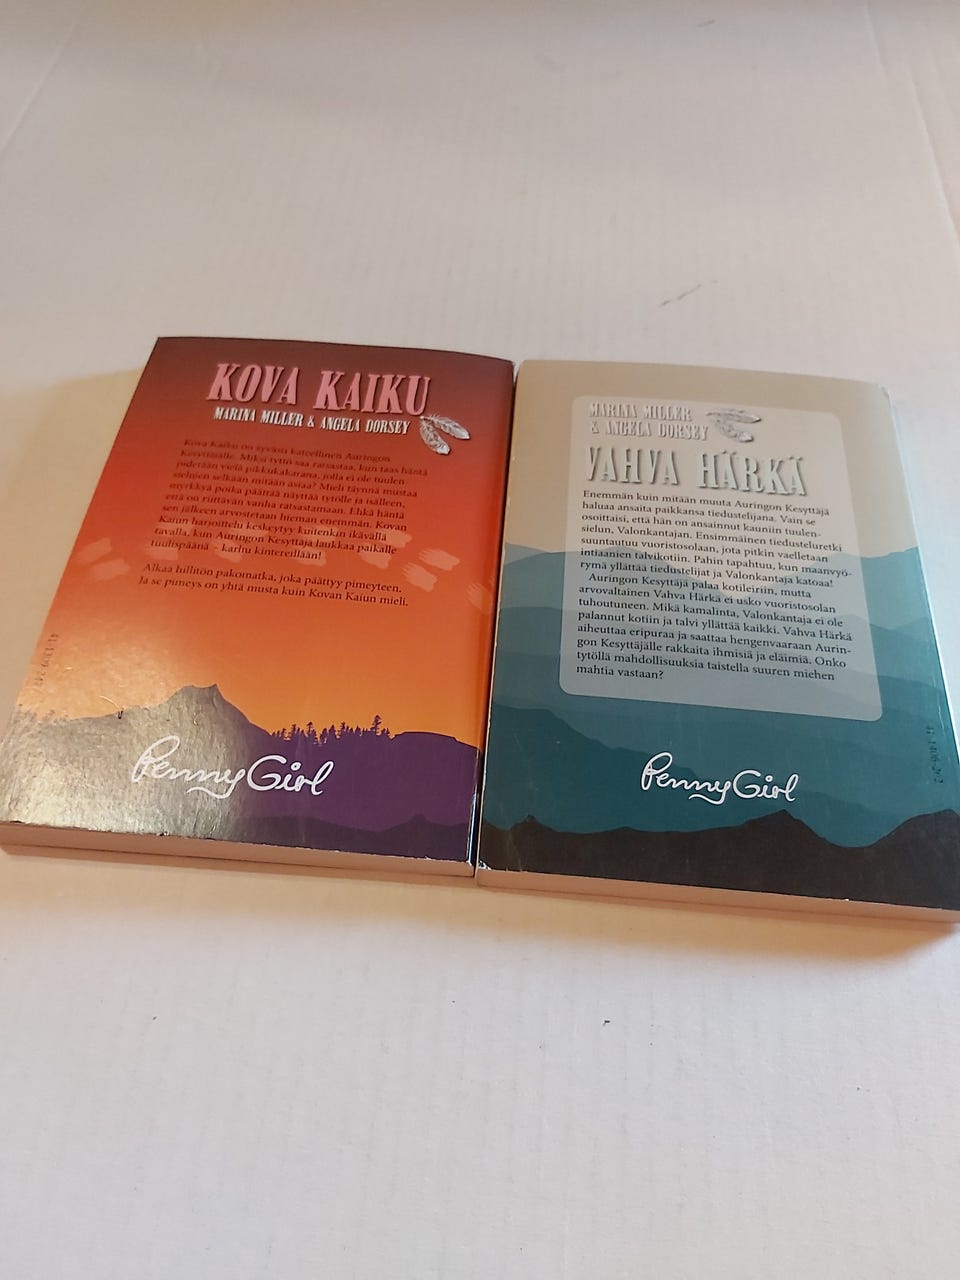 KOVA KAIKU
MARINA MILLER & ANGELA DORSEY
Kova Kaiku on syvästi kateellinen Auringon
Kesyttäjälle. Miksi tyttö saa ratsastaa, kun taas häntä
pidetään vielä pikkukakarana, jolla ei ole tuulen-
sieluen selkään mitään asiaa? Mieli täynnä mustaa
myrkkyä poika päättää näyttää tytölle ja isälleen,
että on riittävän vanha ratsastamaan. Ehkä häntä
sen jälkeen arvostetaan hieman enemmän. Kovan
Kaiun harjoittelu keskeytyy kuitenkin ikävällä
tavalla, kun Auringon Kesyttäjä laukkaa paikalle
tuulispäänä – karhu kintereillään!
Alkaa hillitön pakomatka, joka päättyy pimeyteen.
Ja se pimeys on yhtä musta kuin Kovan Kaiun mieli.
PennyGirl
MARINA MILLER
& ANGELA DORSEY
VAHVA HÄRKÄ
Enemmän kuin mitään muuta Auringon Kesyttäjä
haluaa ansaita paikkansa tiedustelijana. Vain se
osoittaisi, että hän on ansainnut kauniin tuulen-
sielun, Valonkantajan. Ensimmäinen tiedusteluretki
suuntautuu vuoristosolaan, jota pitkin vaelletaan
intiaanien talvikotiin. Pahin tapahtuu, kun maanvyö-
rymä yllättää tiedustelijat ja Valonkantaja katoaa!
Auringon Kesyttäjä palaa kotileiriin, mutta
arvovaltainen Vahva Härkä ei usko vuoristosolan
tuhoutuneen. Mikä kamalinta, Valonkantaja ei ole
palannut kotiin ja talvi yllättää kaikki. Vahva Härkä
aiheuttaa eripuraa ja saattaa hengenvaaraan Aurin-
gon Kesyttäjälle rakkaita ihmisiä ja eläimiä. Onko
tytöllä mahdollisuuksia taistella suuren miehen
mahtia vastaan?
PennyGirl